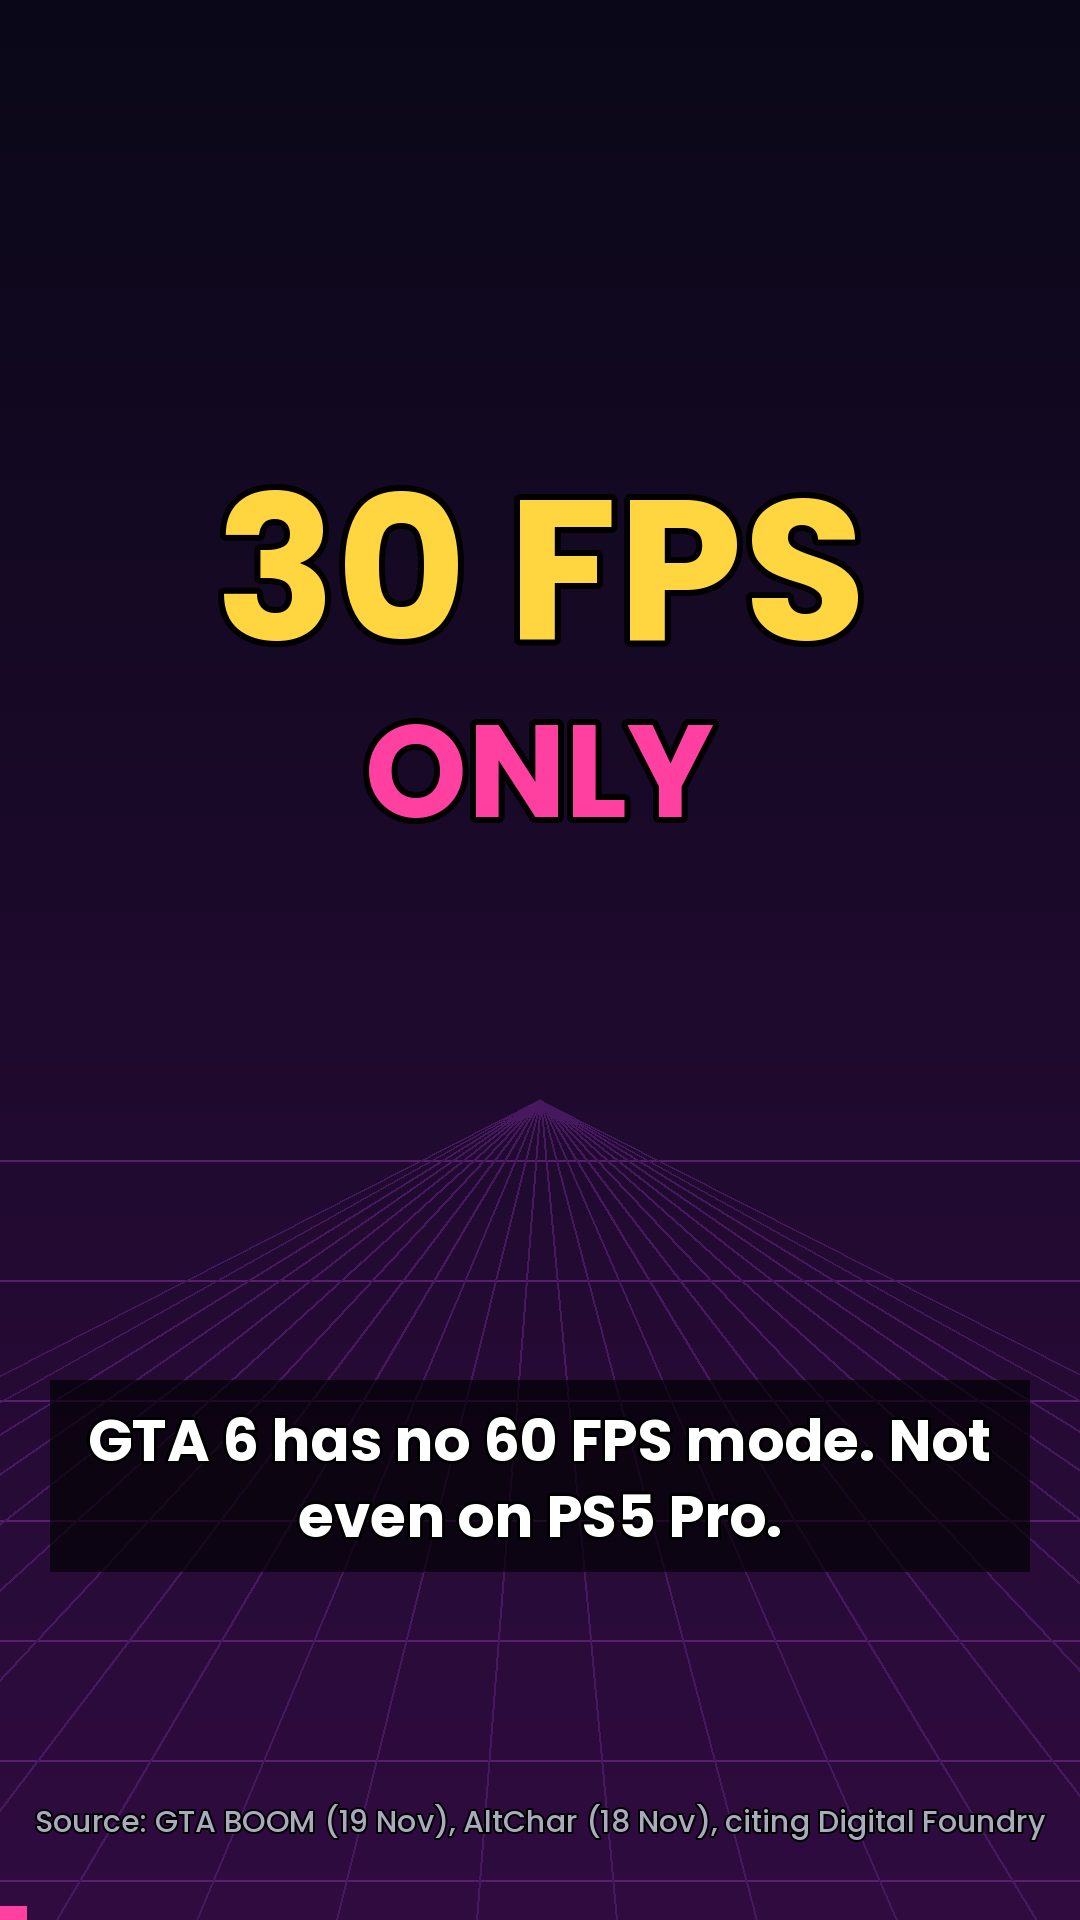 30 FPS
ONLY
GTA 6 has no 60 FPS mode. Not
even on PS5 Pro.
Source: GTA BOOM (19 Nov), AltChar (18 Nov), citing Digital Foundry